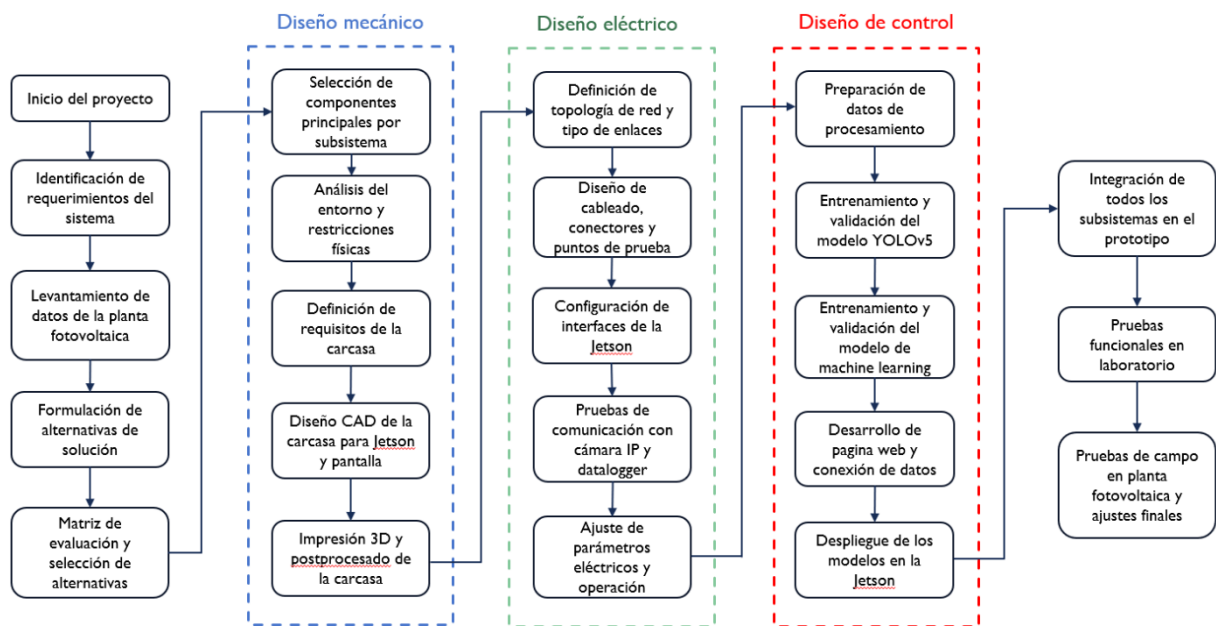 Diseño mecánico
Diseño eléctrico
Diseño de control
Inicio del proyecto
Identificación de
requerimientos del
sistema
Levantamiento de
datos de la planta
fotovoltaica
Formulación de
alternativas de
solución
Matriz de
evaluación y
selección de
alternativas
Selección de
componentes
principales por
subsistema
Análisis del
entorno y
restricciones
físicas
Definición de
requisitos de la
carcasa
Diseño CAD de la
carcasa para Jetson
y pantalla
Impresión 3D y
postprocesado de
la carcasa
Definición de
topología de red y
tipo de enlaces
Diseño de
cableado,
conectores y
puntos de prueba
Configuración de
interfaces de la
Jetson
Pruebas de
comunicación con
cámara IP y
datalogger
Ajuste de
parámetros
eléctricos y
operación
Preparación de
datos de
procesamiento
Entrenamiento y
validación del
modelo YOLOv5
Entrenamiento y
validación del
modelo de
machine learning
Desarrollo de
pagina web y
conexión de datos
Despliegue de los
modelos en la
Jetson
Integración de
todos los
subsistemas en el
prototipo
Pruebas
funcionales en
laboratorio
Pruebas de campo
en planta
fotovoltaica y
ajustes finales